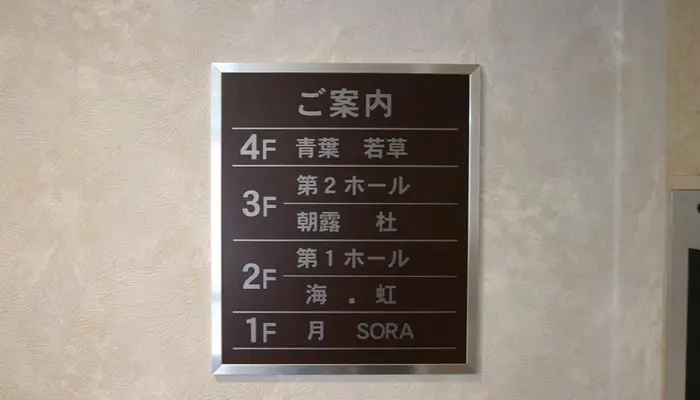 ご案内
4F 青葉 若草
3F 第2ホール
朝露 杜
2F 第1ホール
海 . 虹
1F 月 SORA